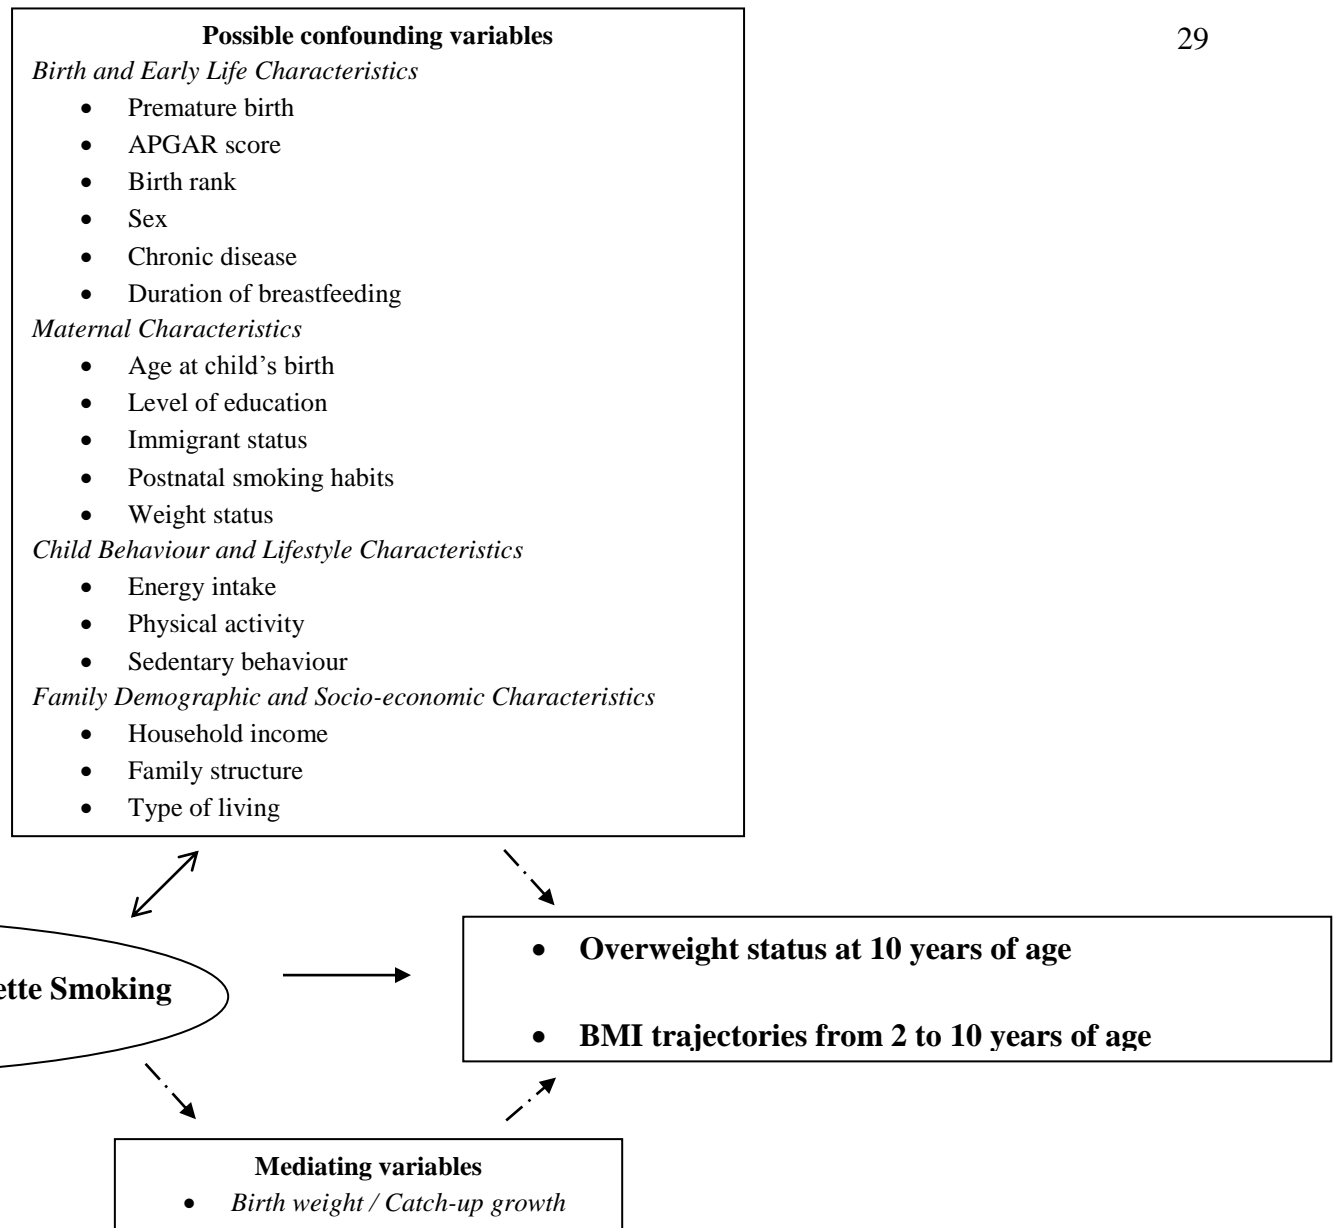 29
Possible confounding variables
Birth and Early Life Characteristics
• Premature birth
• APGAR score
• Birth rank
• Sex
• Chronic disease
• Duration of breastfeeding
Maternal Characteristics
• Age at child’s birth
• Level of education
• Immigrant status
• Postnatal smoking habits
• Weight status
Child Behaviour and Lifestyle Characteristics
• Energy intake
• Physical activity
• Sedentary behaviour
Family Demographic and Socio-economic Characteristics
• Household income
• Family structure
• Type of living
ette Smoking
• Overweight status at 10 years of age
• BMI trajectories from 2 to 10 years of age
Mediating variables
• Birth weight / Catch-up growth